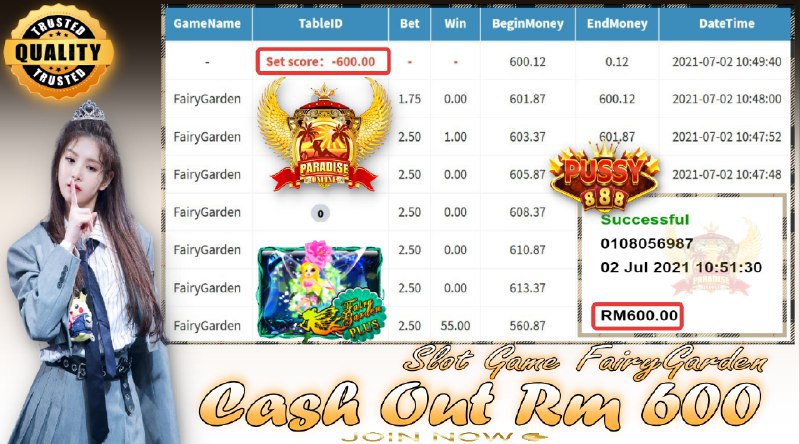 TRUSTED
QUALITY
TRUSTED
GameName TableID Bet Win BeginMoney EndMoney DateTime
- Set score: -600.00 - - 600.12 0.12 2021-07-02 10:49:40
FairyGarden 1.75 0.00 601.87 600.12 2021-07-02 10:48:00
FairyGarden 2.50 1.00 603.37 601.87 2021-07-02 10:47:52
FairyGarden 2.50 0.00 605.87 2021-07-02 10:47:48
PARADISE
ONLINE
PUSSY
888
FairyGarden 0 2.50 0.00 608.37
FairyGarden 2.50 0.00 610.87
FairyGarden 2.50 0.00 613.37
FairyGarden 2.50 55.00 560.87
Fairy
Garden
PLUS
Successful
0108056987
02 Jul 2021 10:51:30
RM600.00
Slot Game FairyGarden
Cash Out Rm 600
JOIN NOW